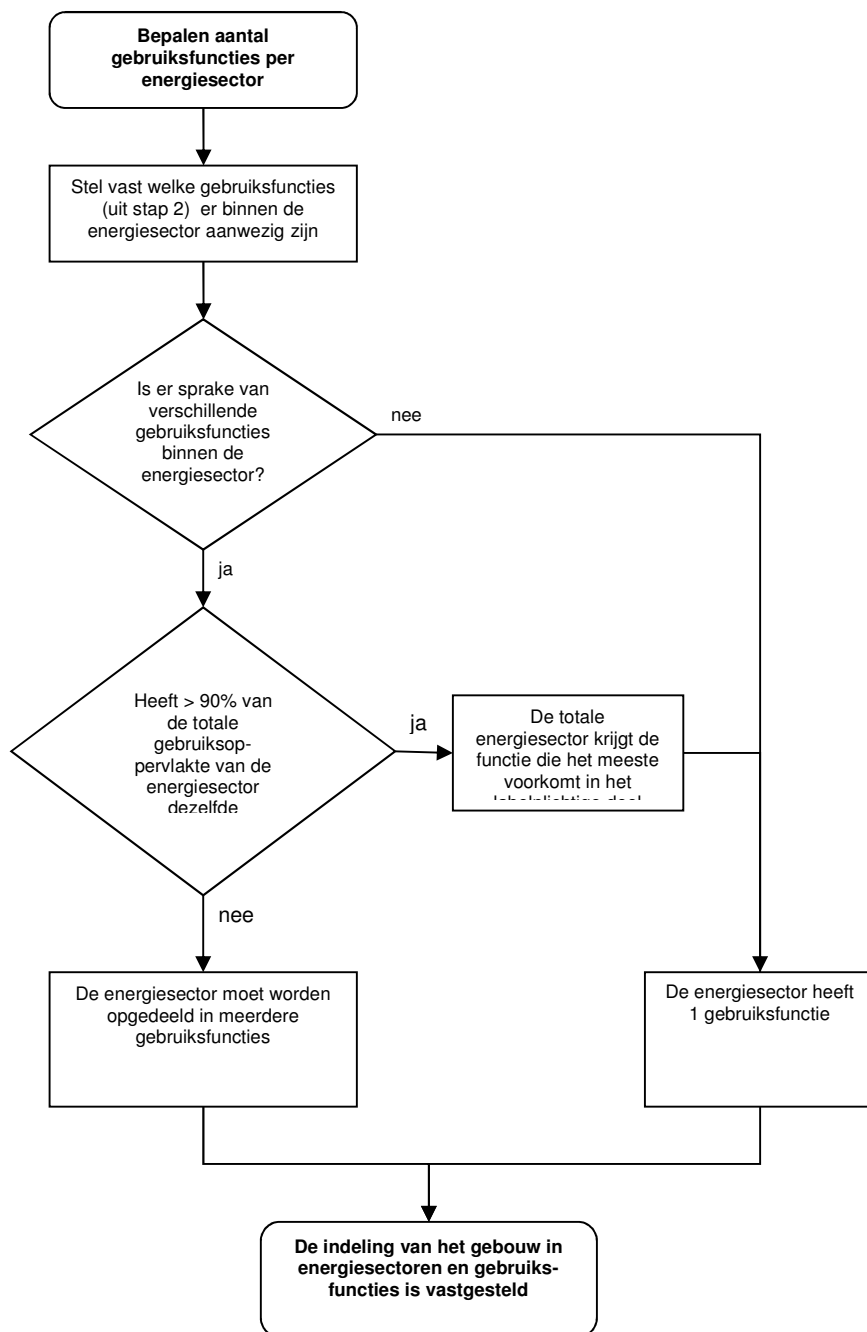 Bepalen aantal
gebruiksfuncties per
energiesector
Stel vast welke gebruiksfuncties
(uit stap 2) er binnen de
energiesector aanwezig zijn
Is er sprake van
verschillende
gebruiksfuncties
binnen de
energiesector?
nee
ja
Heeft > 90% van
de totale
gebruiksop-
pervlakte van de
energiesector
dezelfde
ja
De totale
energiesector krijgt de
functie die het meeste
voorkomt in het
nee
De energiesector moet worden
opgedeeld in meerdere
gebruiksfuncties
De energiesector heeft
1 gebruiksfunctie
De indeling van het gebouw in
energiesectoren en gebruiks-
functies is vastgesteld